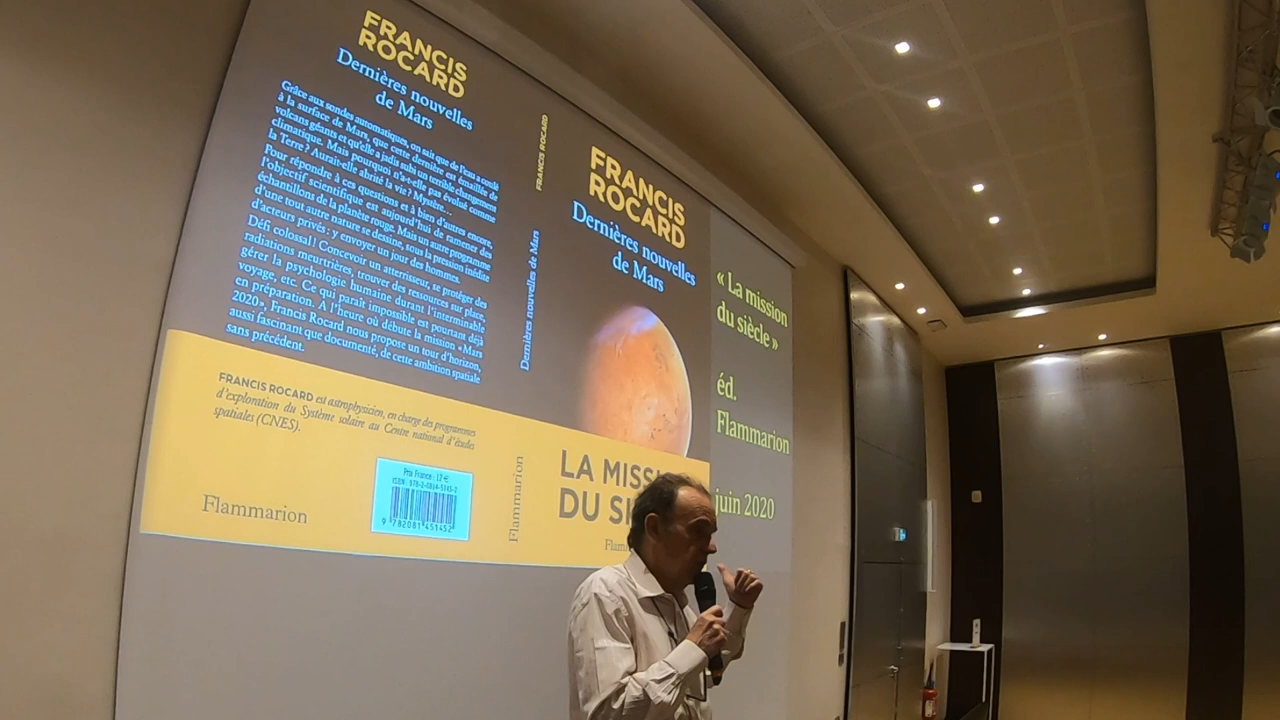 FRANCIS
ROCARD
Dernières nouvelles
de Mars
Grâce aux sondes automatiques, on sait que de l'eau a coulé
à la surface de Mars, que cette dernière est émaillée de
volcans géants et qu'elle a jadis subi un terrible changement
climatique. Mais pourquoi n'a-t-elle pas évolué comme
la Terre ? Aurait-elle abrité la vie ? Mystère...
Pour répondre à ces questions et à bien d'autres encore,
l'objectif scientifique est aujourd'hui de ramener des
échantillons de la planète rouge. Mais un autre programme
d'une tout autre nature se dessine, sous la pression inédite
d'acteurs privés : y envoyer un jour des hommes.
Défi colossal ! Concevoir un atterrisseur, se protéger des
radiations meurtrières, trouver des ressources sur place,
gérer la psychologie humaine durant l'interminable
voyage, etc. Ce qui paraît impossible est pourtant déjà
en préparation. À l'heure où débute la mission « Mars
2020 », Francis Rocard nous propose un tour d'horizon,
aussi fascinant que documenté, de cette ambition spatiale
sans précédent.
FRANCIS ROCARD est astrophysicien, en charge des programmes
d'exploration du Système solaire au Centre national d'études
spatiales (CNES).
Flammarion
Prix France : 17 €
9 782081 451452
FRANCIS ROCARD
Dernières nouvelles de Mars
Flammarion
FRANCIS
ROCARD
Dernières nouvelles
de Mars
LA MISS
DU SI
Flam
« La mission
du siècle »
éd.
Flammarion
juin 2020